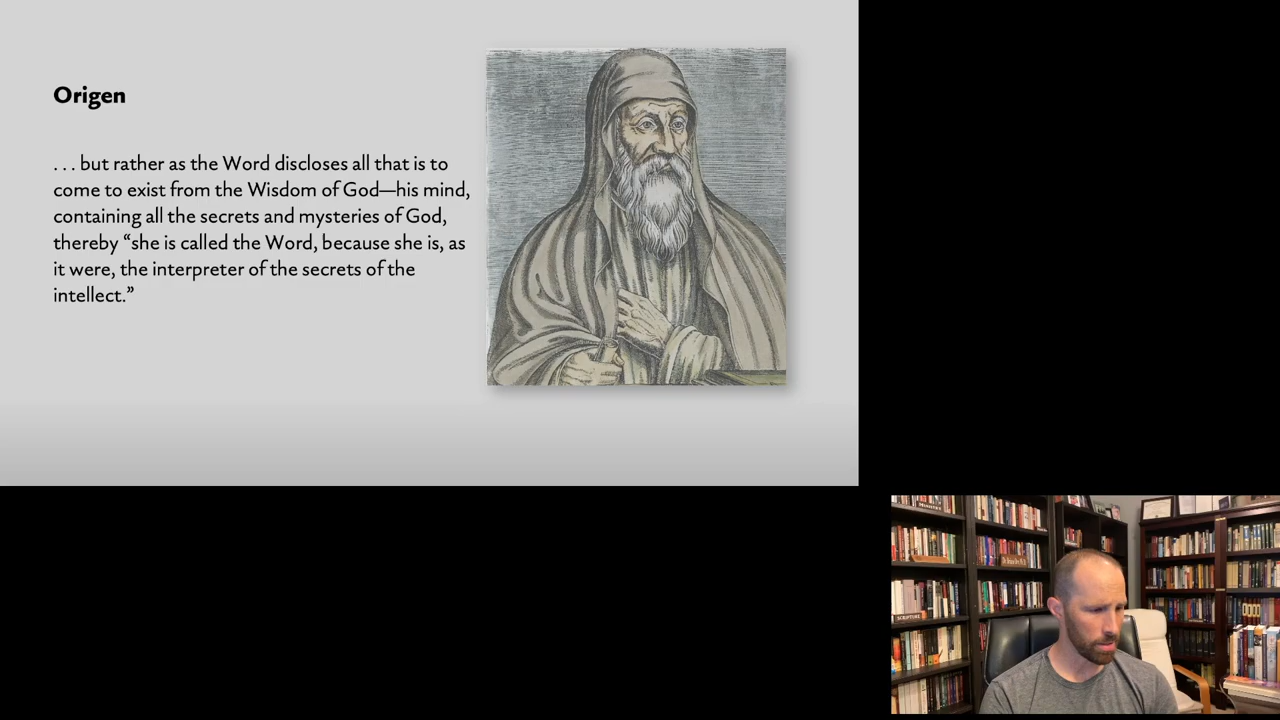 Origen
. . . but rather as the Word discloses all that is to
come to exist from the Wisdom of God—his mind,
containing all the secrets and mysteries of God,
thereby “she is called the Word, because she is, as
it were, the interpreter of the secrets of the
intellect.”
SCRIPTURE